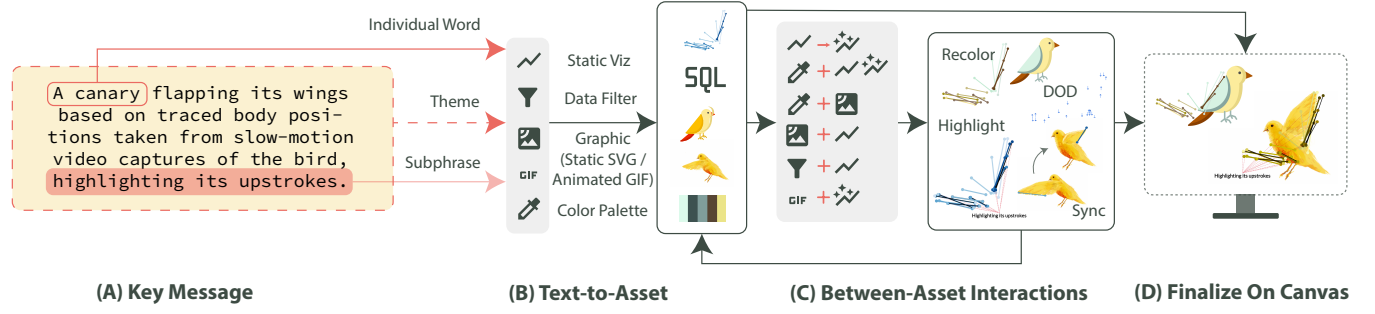 Individual Word
Theme
Subphrase
A canary flapping its wings
based on traced body posi-
tions taken from slow-motion
video captures of the bird,
highlighting its upstrokes.
Static Viz
Data Filter
Graphic
(Static SVG /
Animated GIF)
GIF
Color Palette
SQL
GIF
Recolor
DOD
Highlight
Highlighting its upstrokes
Sync
Highlighting its upstrokes
(A) Key Message
(B) Text-to-Asset
(C) Between-Asset Interactions
(D) Finalize On Canvas